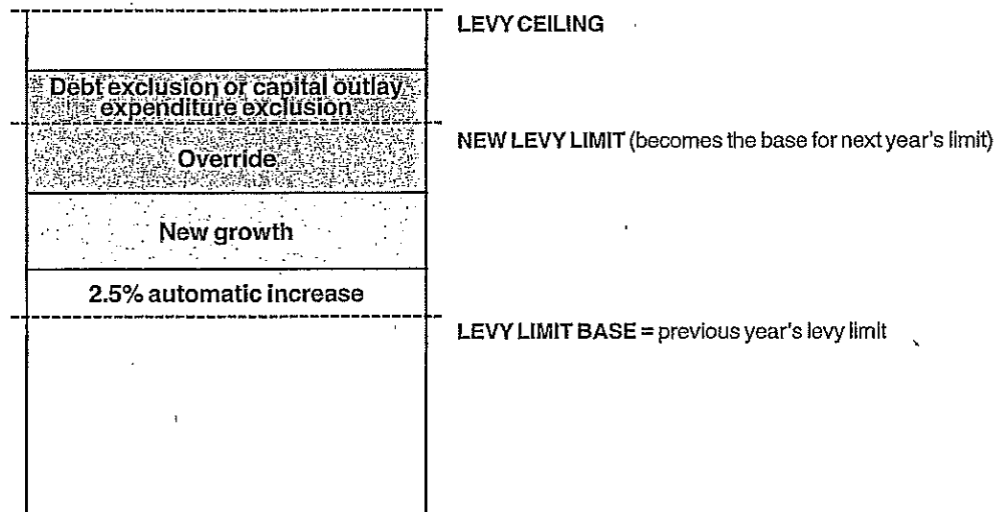 LEVY CEILING
Debt exclusion or capital outlay
expenditure exclusion
NEW LEVY LIMIT (becomes the base for next year's limit)
Override
New growth
2.5% automatic increase
LEVY LIMIT BASE = previous year's levy limit